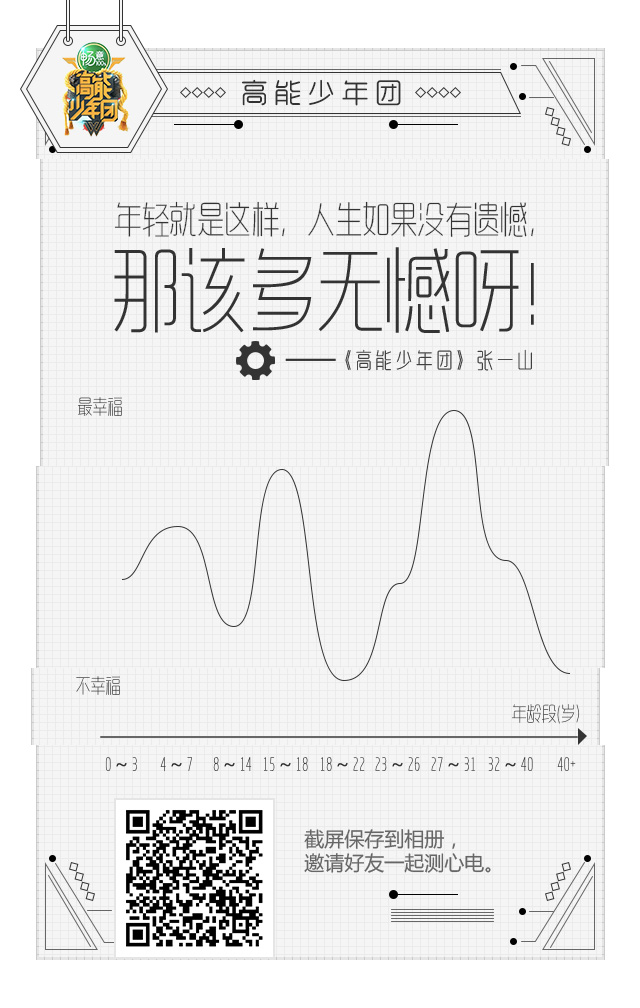 畅意
高能
少年团
高能少年团
年轻就是这样，人生如果没有遗憾，
那该多无憾呀！
——《高能少年团》张一山
最幸福
不幸福
年龄段(岁)
0～3 4～7 8～14 15～18 18～22 23～26 27～31 32～40 40+
截屏保存到相册，
邀请好友一起测心电。